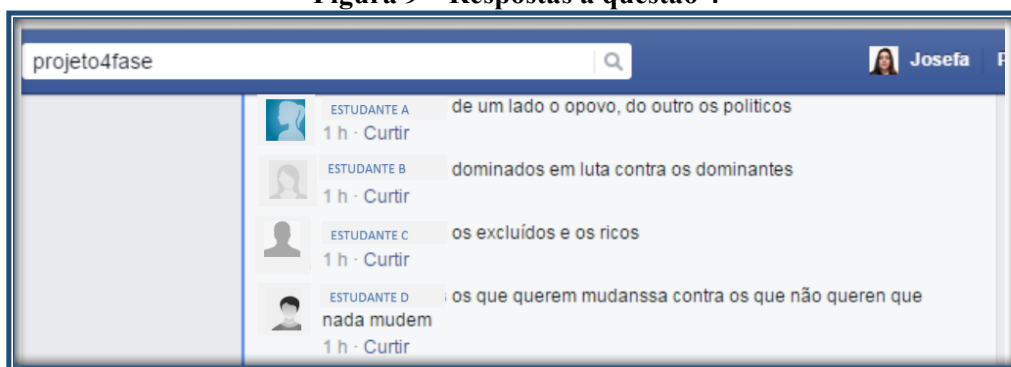 Figura 9 – Respostas à questão 4
projeto4fase
Josefa
ESTUDANTE A de um lado o opovo, do outro os politicos
1 h · Curtir
ESTUDANTE B dominados em luta contra os dominantes
1 h · Curtir
ESTUDANTE C os excluídos e os ricos
1 h · Curtir
ESTUDANTE D os que querem mudanssa contra os que não queren que
nada mudem
1 h · Curtir